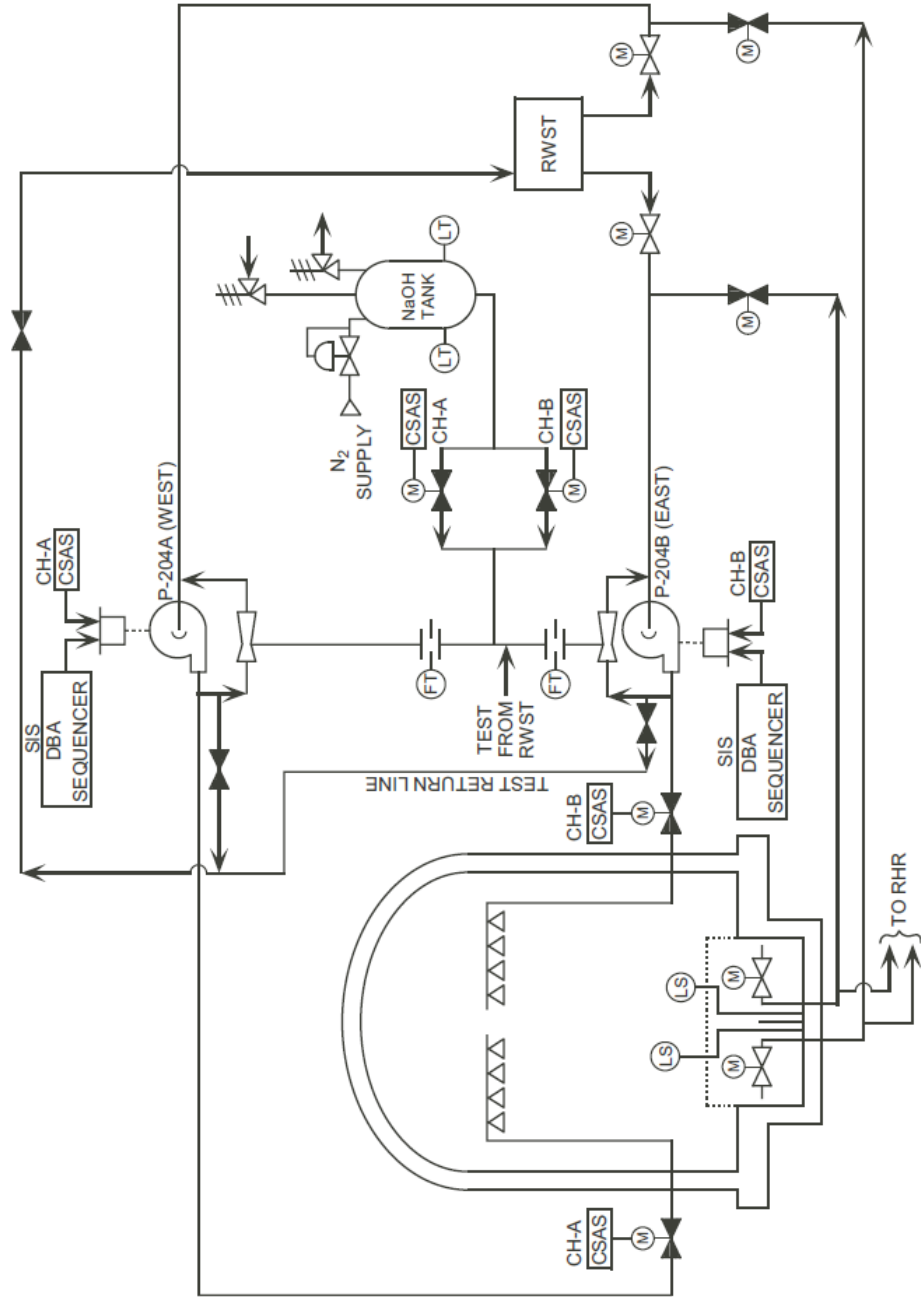 SIS
DBA
SEQUENCER
CH-A
CSAS
P-204A (WEST)
N2
SUPPLY
NaOH
TANK
LT
LT
RWST
M
M
M
M
CSAS
CH-A
M
CH-B
CSAS
M
FT
FT
TEST
FROM
RWST
TEST RETURN LINE
P-204B (EAST)
CH-B
CSAS
SIS
DBA
SEQUENCER
CH-B
CSAS
M
CH-A
CSAS
M
LS
LS
M
M
TO RHR